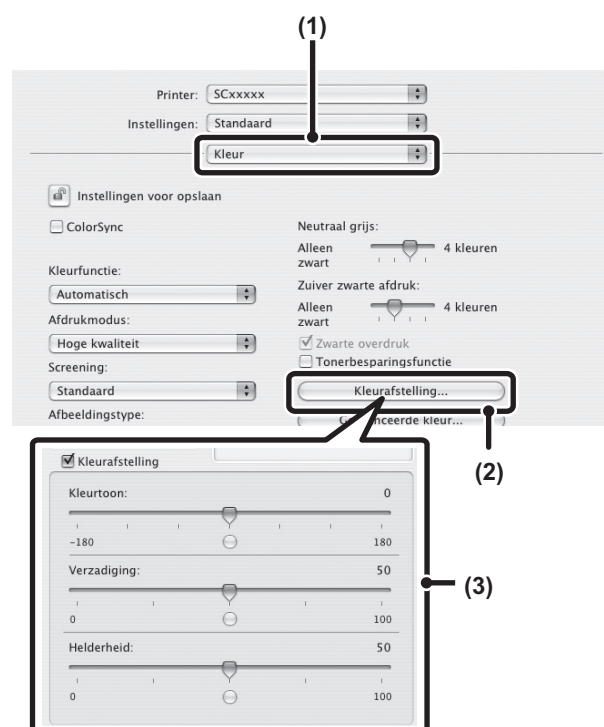 (1)
Printer: SCxxxxx
Instellingen: Standaard
Kleur
Instellingen voor opslaan
ColorSync
Neutraal grijs:
Alleen zwart 4 kleuren
Kleurfunctie:
Automatisch
Zuiver zwarte afdruk:
Alleen zwart 4 kleuren
Afdrukmodus:
Hoge kwaliteit
Zwarte overdruk
Tonerbesparingsfunctie
Screening:
Standaard
Kleurafstelling...
Afbeeldingstype:
kleur...
(2)
Kleurafstelling
Kleurtoon: 0
-180 180
Verzadiging: 50
0 100
(3)
Helderheid: 50
0 100